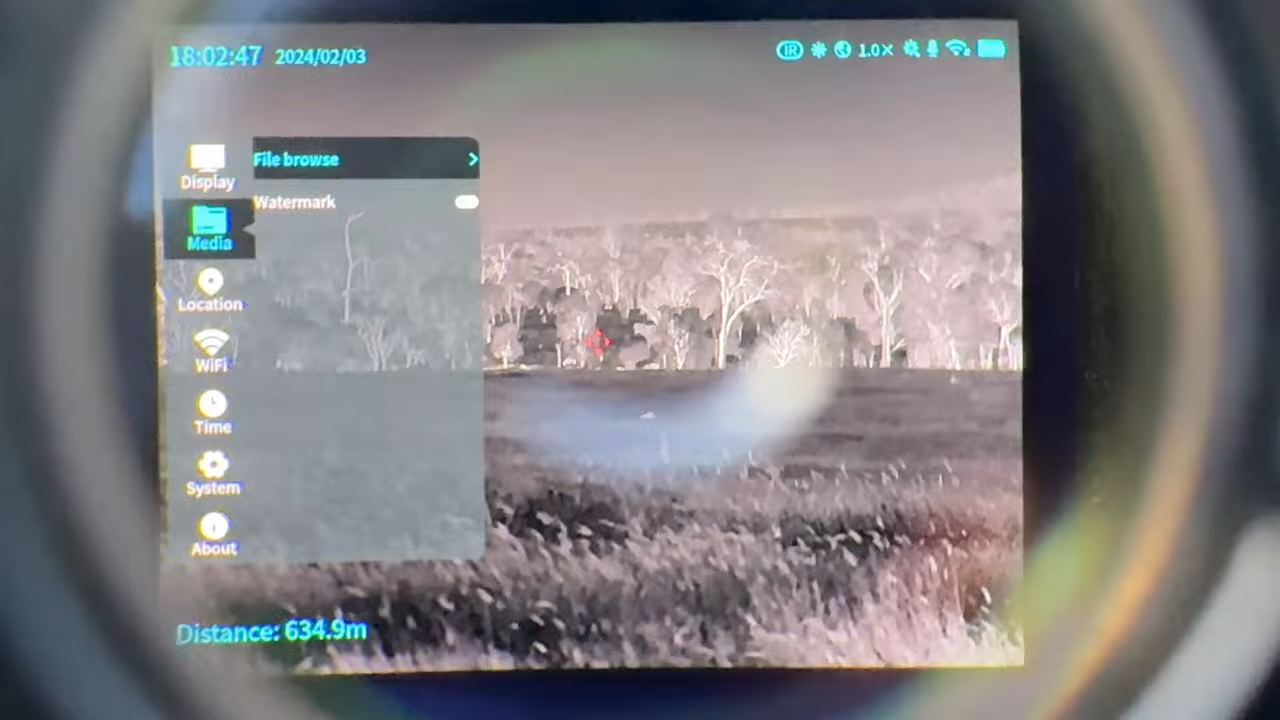 18:02:47 2024/02/03
IR 1.0×
Display
File browse
Watermark
Media
Location
WiFi
Time
System
About
Distance: 634.9m